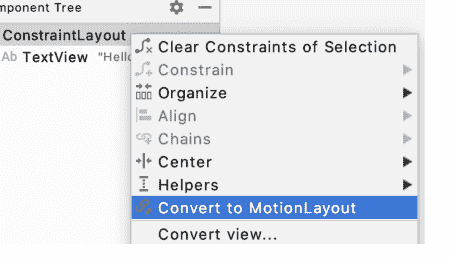 mponent Tree
ConstraintLayout
Ab TextView "Hello
Clear Constraints of Selection
Constrain
Organize
Align
Chains
Center
Helpers
Convert to MotionLayout
Convert view...